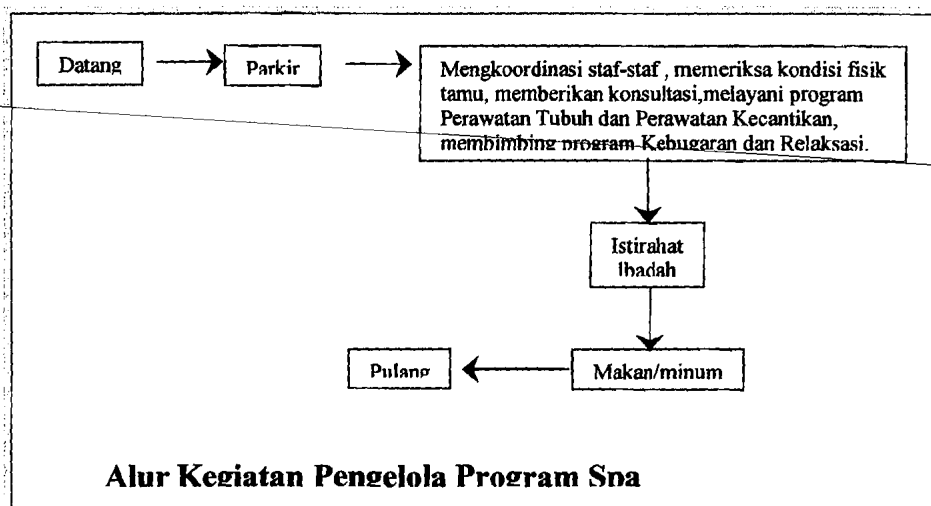 Datang
Parkir
Mengkoordinasi staf-staf , memeriksa kondisi fisik
tamu, memberikan konsultasi,melayani program
Perawatan Tubuh dan Perawatan Kecantikan,
membimbing program Kebugaran dan Relaksasi.
Istirahat
Ibadah
Makan/minum
Pulang
Alur Kegiatan Pengelola Program Spa